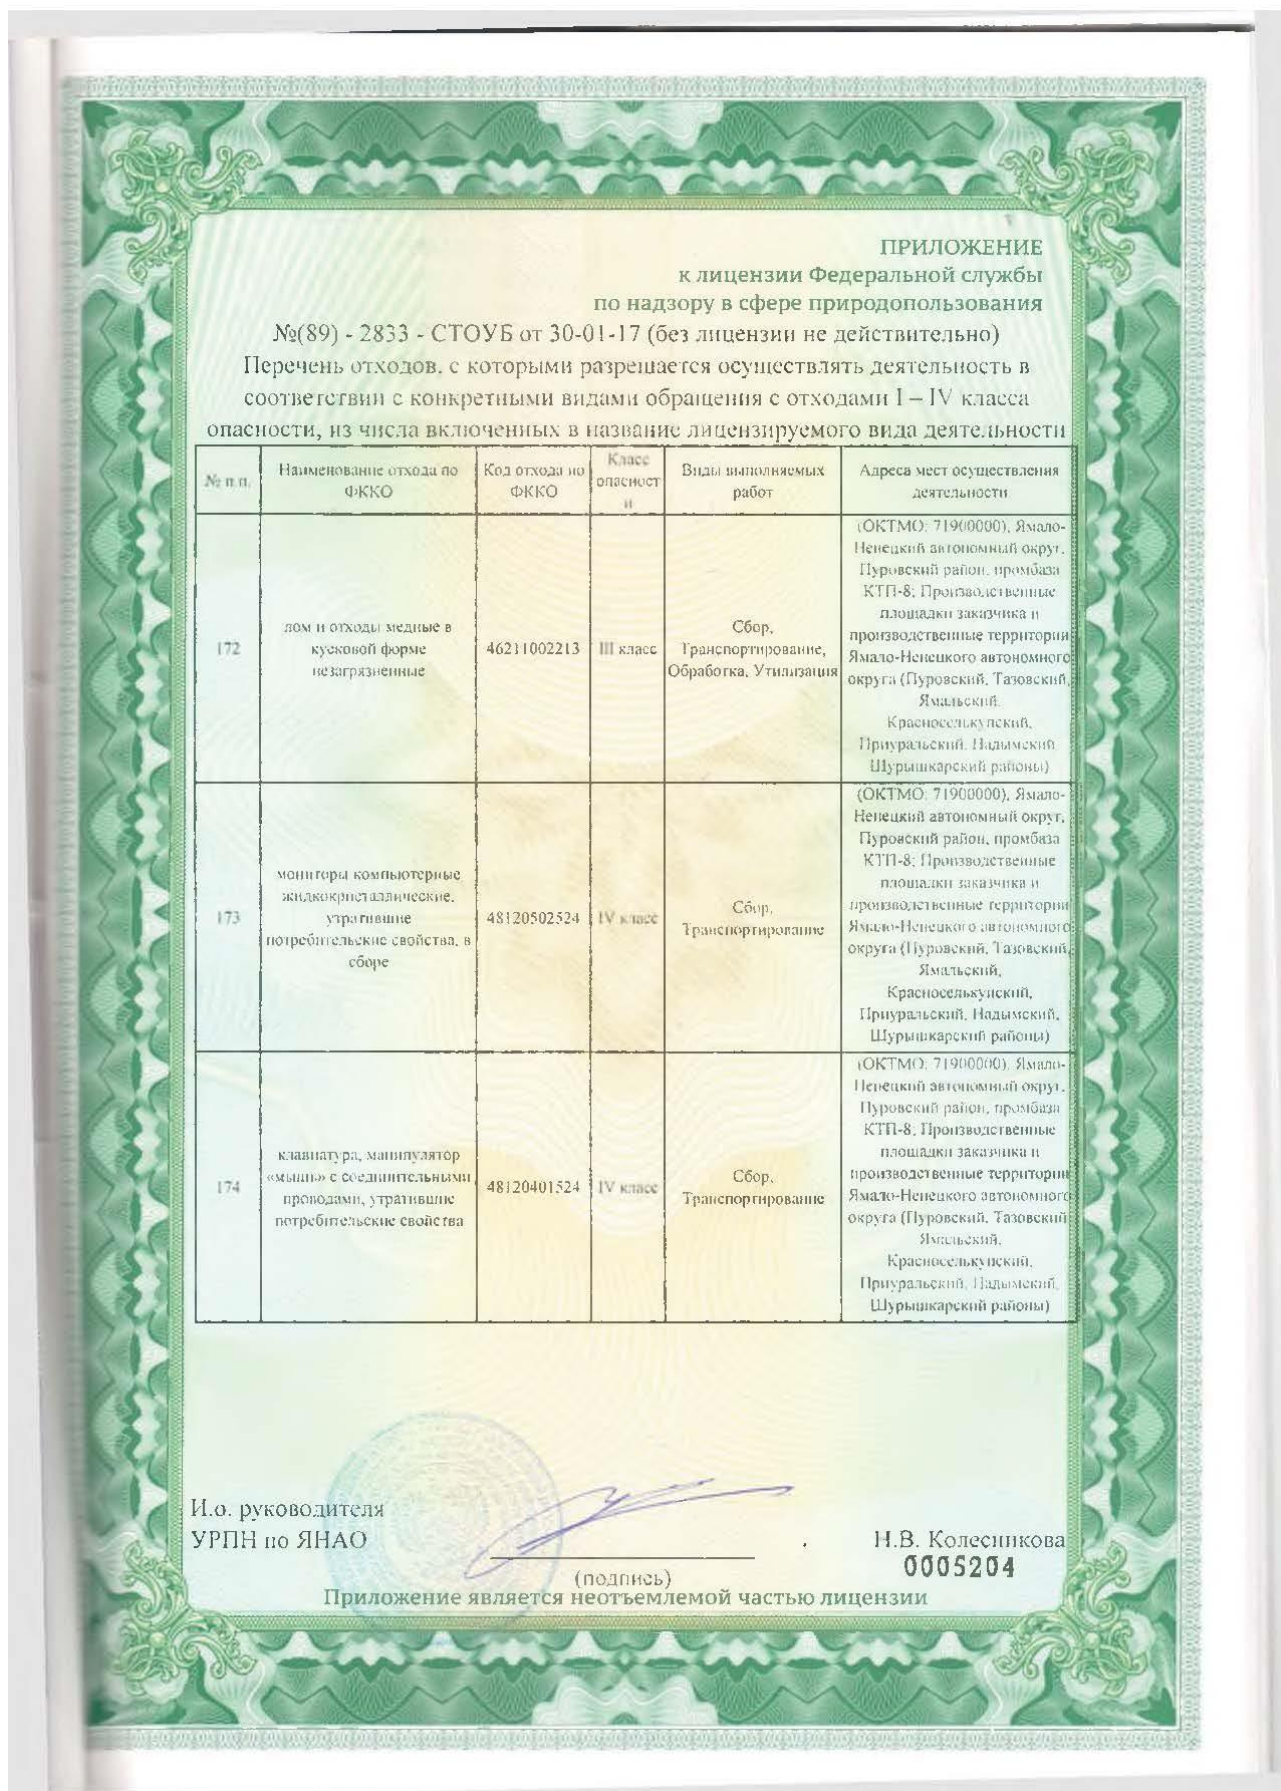 ПРИЛОЖЕНИЕ
к лицензии Федеральной службы
по надзору в сфере природопользования
№(89) - 2833 - СТОУБ от 30-01-17 (без лицензии не действительно)
Перечень отходов, с которыми разрешается осуществлять деятельность в
соответствии с конкретными видами обращения с отходами I – IV класса
опасности, из числа включенных в название лицензируемого вида деятельности
№ п.п.
Наименование отхода по
ФККО
Код отхода по
ФККО
Класс
опасност
и
Виды выполняемых
работ
Адреса мест осуществления
деятельности
172
лом и отходы медные в
кусковой форме
незагрязненные
46211002213
III класс
Сбор,
Транспортирование,
Обработка, Утилизация
(ОКТМО: 71900000), Ямало-
Ненецкий автономный округ,
Пуровский район, промбаза
КТП-8; Производственные
площадки заказчика и
производственные территории
Ямало-Ненецкого автономного
округа (Пуровский, Тазовский,
Ямальский,
Красноселькупский,
Приуральский, Надымский,
Шурышкарский районы)
173
мониторы компьютерные
жидкокристаллические,
утратившие
потребительские свойства, в
сборе
48120502524
IV класс
Сбор,
Транспортирование
(ОКТМО: 71900000), Ямало-
Ненецкий автономный округ,
Пуровский район, промбаза
КТП-8; Производственные
площадки заказчика и
производственные территории
Ямало-Ненецкого автономного
округа (Пуровский, Тазовский,
Ямальский,
Красноселькупский,
Приуральский, Надымский,
Шурышкарский районы)
174
клавиатура, манипулятор
«мышь» с соединительными
проводами, утратившие
потребительские свойства
48120401524
IV класс
Сбор,
Транспортирование
(ОКТМО: 71900000), Ямало-
Ненецкий автономный округ,
Пуровский район, промбаза
КТП-8; Производственные
площадки заказчика и
производственные территории
Ямало-Ненецкого автономного
округа (Пуровский, Тазовский,
Ямальский,
Красноселькупский,
Приуральский, Надымский,
Шурышкарский районы)
И.о. руководителя
УРПН по ЯНАО
Н.В. Колесникова
0005204
(подпись)
Приложение является неотъемлемой частью лицензии